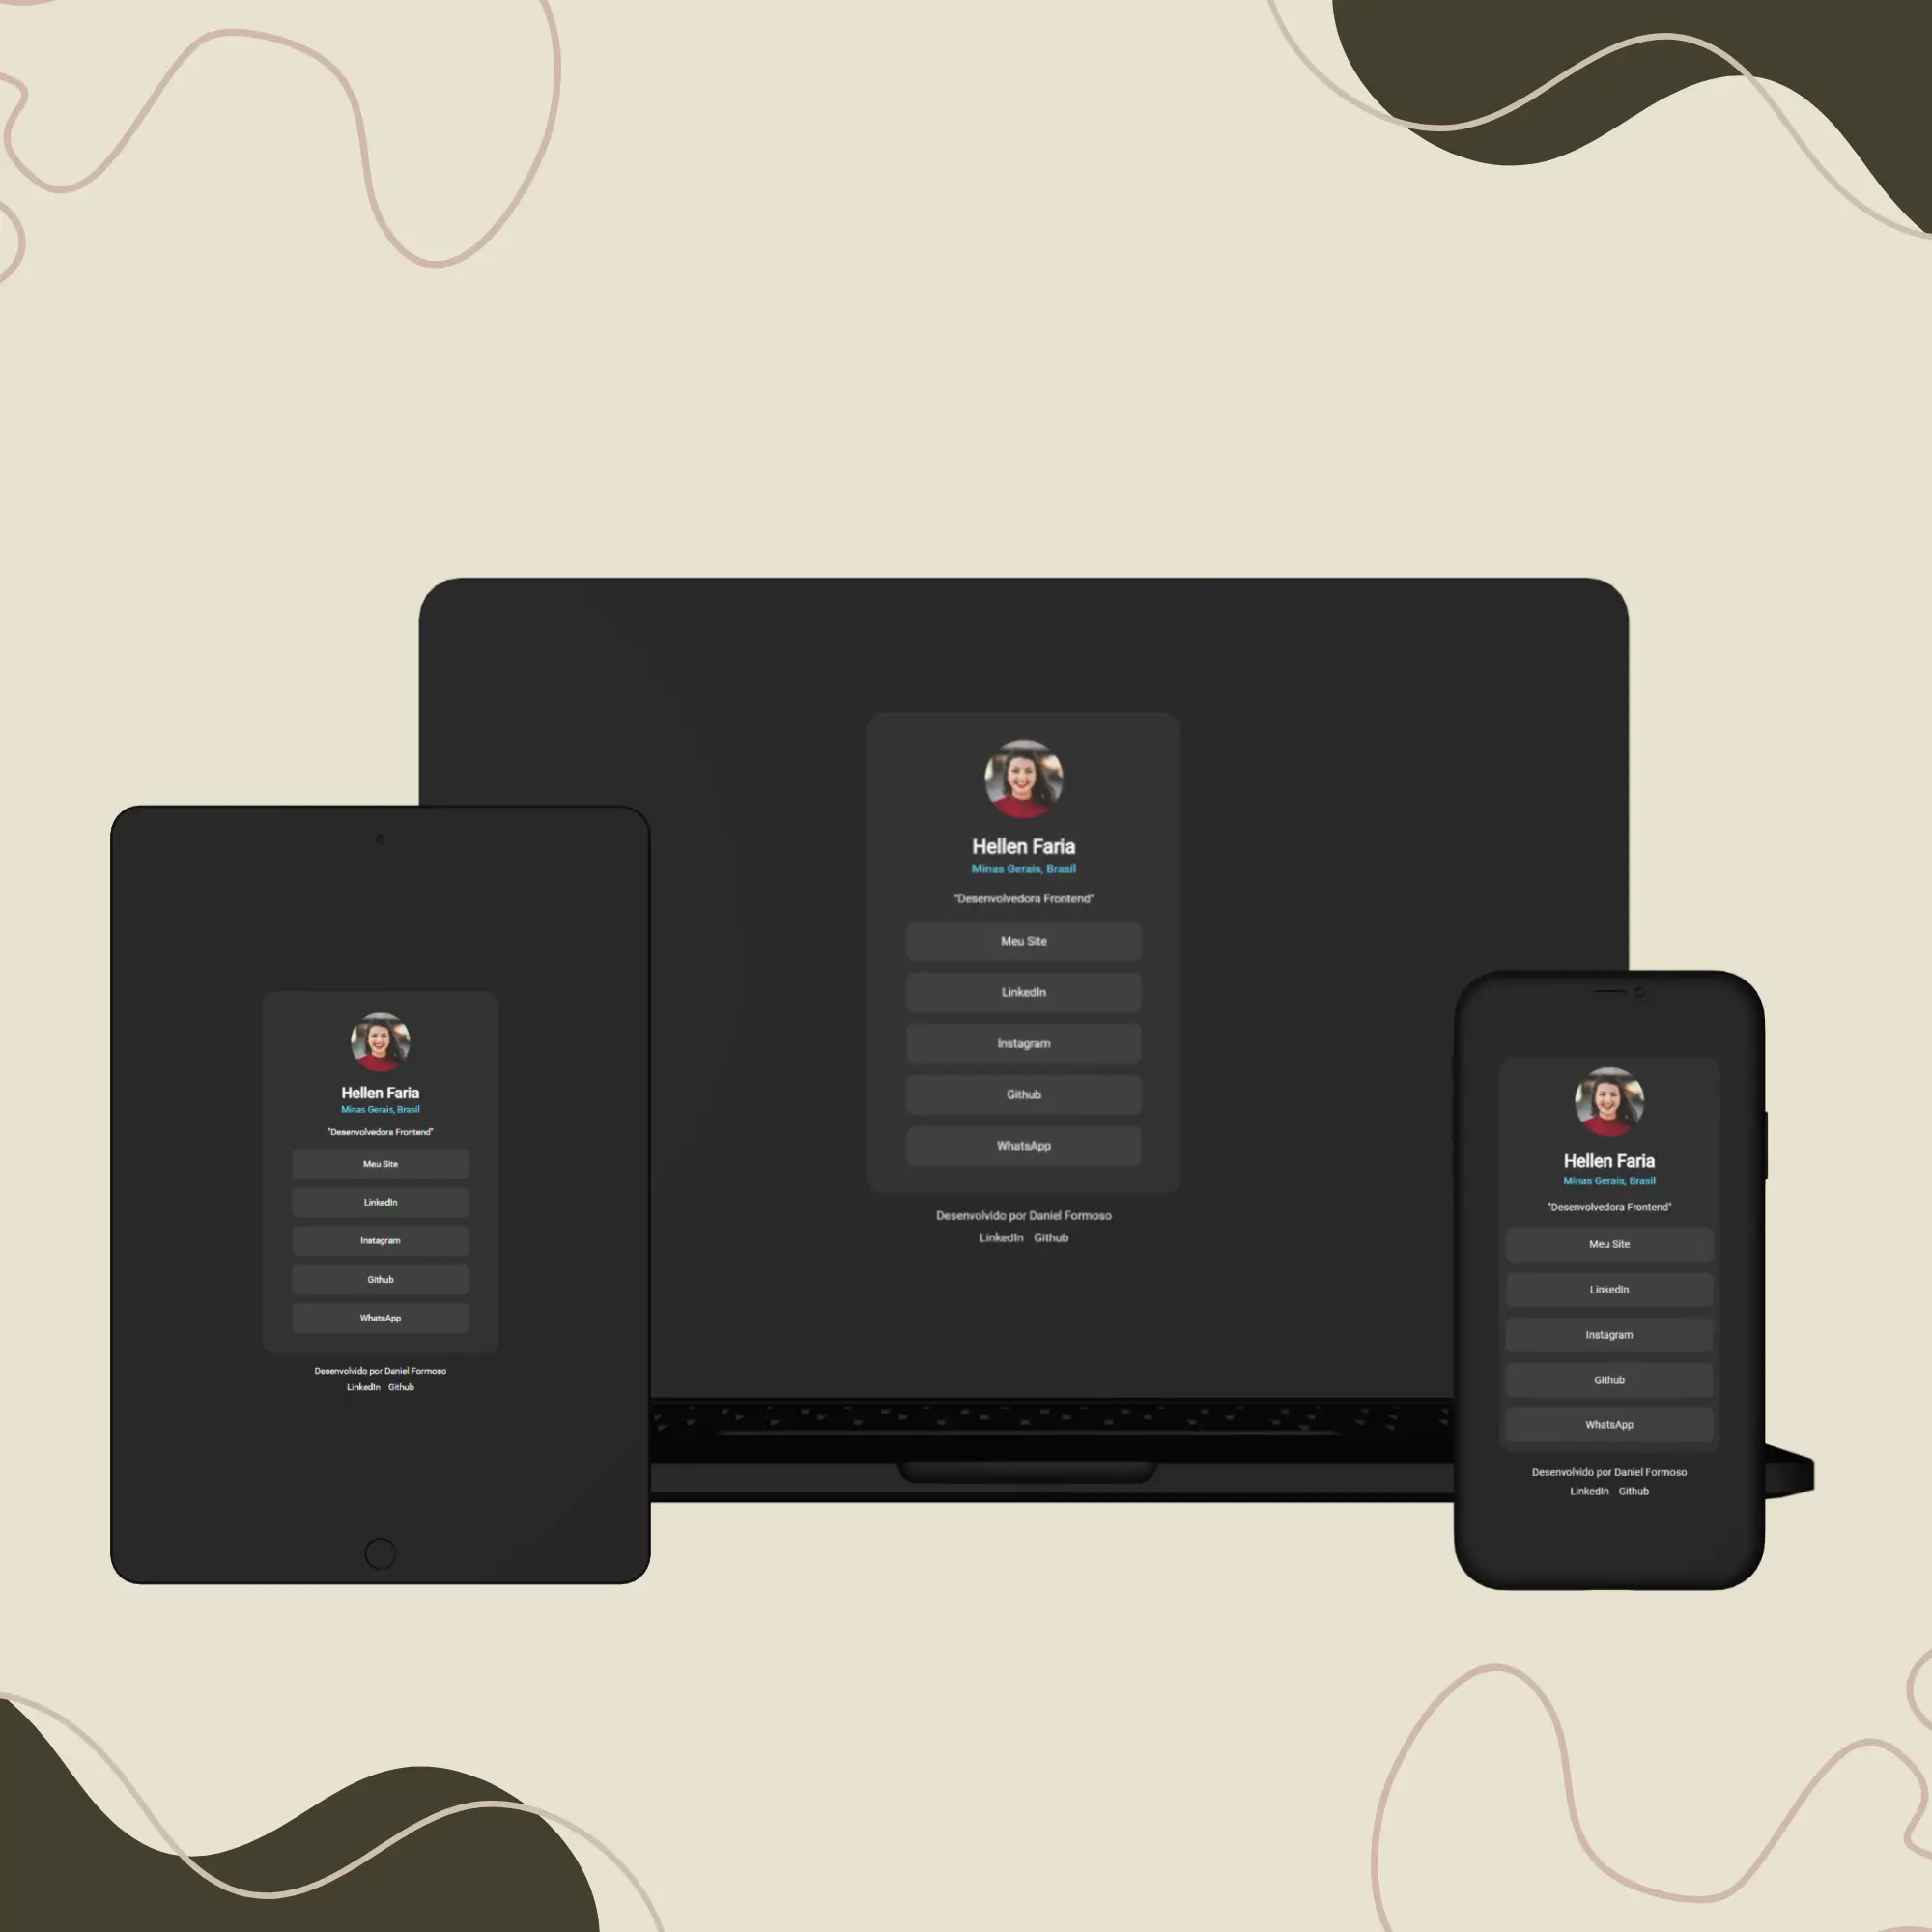 Hellen Faria
Minas Gerais, Brasil
"Desenvolvedora Frontend"
Meu Site
LinkedIn
Instagram
Github
WhatsApp
Desenvolvido por Daniel Formoso
LinkedIn Github
Hellen Faria
Minas Gerais, Brasil
"Desenvolvedora Frontend"
Meu Site
LinkedIn
Instagram
Github
WhatsApp
Desenvolvido por Daniel Formoso
LinkedIn Github
Hellen Faria
Minas Gerais, Brasil
"Desenvolvedora Frontend"
Meu Site
LinkedIn
Instagram
Github
WhatsApp
Desenvolvido por Daniel Formoso
LinkedIn Github